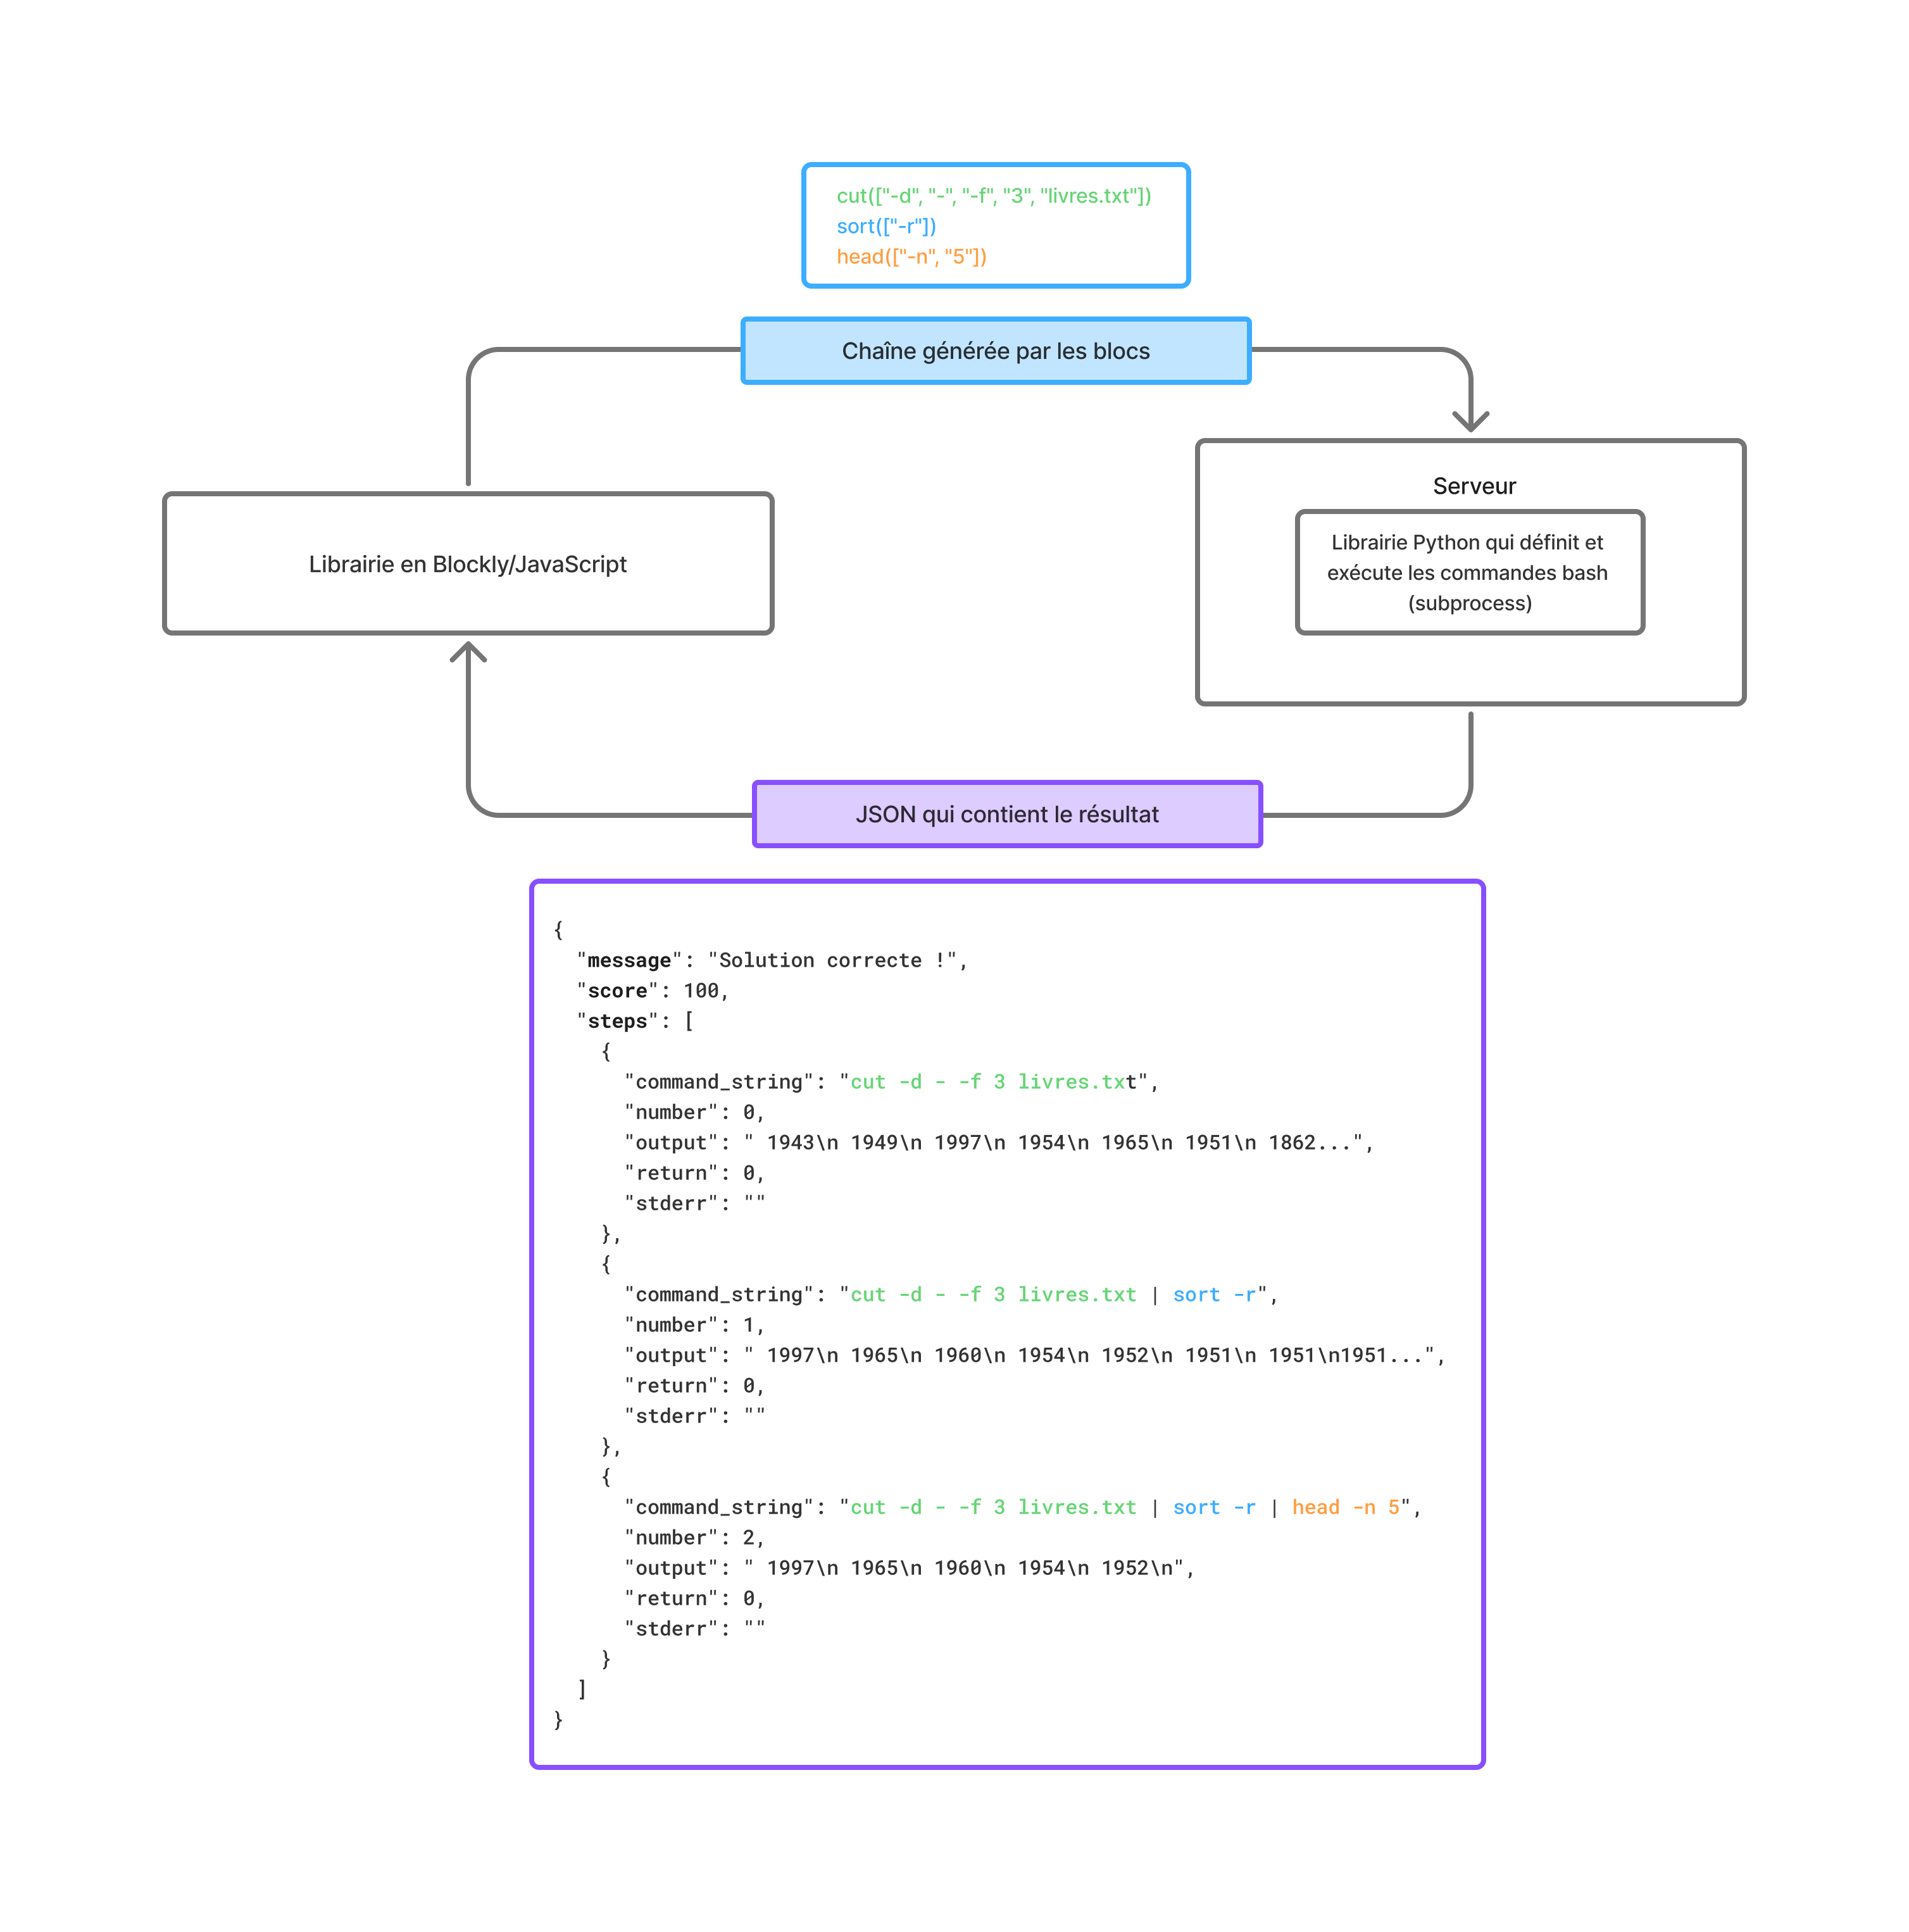 cut(["-d", "-", "-f", "3", "livres.txt"])
sort(["-r"])
head(["-n", "5"])
Chaîne générée par les blocs
Librairie en Blockly/JavaScript
Serveur
Librairie Python qui définit et
exécute les commandes bash
(subprocess)
JSON qui contient le résultat
{
  "message": "Solution correcte !",
  "score": 100,
  "steps": [
    {
      "command_string": "cut -d - -f 3 livres.txt",
      "number": 0,
      "output": " 1943\n 1949\n 1997\n 1954\n 1965\n 1951\n 1862...",
      "return": 0,
      "stderr": ""
    },
    {
      "command_string": "cut -d - -f 3 livres.txt | sort -r",
      "number": 1,
      "output": " 1997\n 1965\n 1960\n 1954\n 1952\n 1951\n 1951\n1951...",
      "return": 0,
      "stderr": ""
    },
    {
      "command_string": "cut -d - -f 3 livres.txt | sort -r | head -n 5",
      "number": 2,
      "output": " 1997\n 1965\n 1960\n 1954\n 1952\n",
      "return": 0,
      "stderr": ""
    }
  ]
}